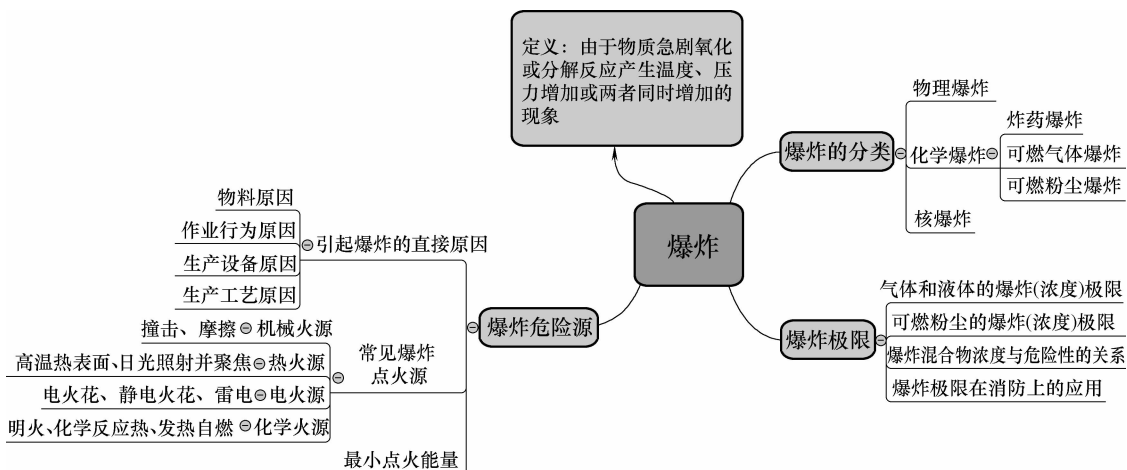 定义：由于物质急剧氧化
或分解反应产生温度、压
力增加或两者同时增加的
现象
爆炸
爆炸的分类
物理爆炸
化学爆炸
炸药爆炸
可燃气体爆炸
可燃粉尘爆炸
核爆炸
爆炸极限
气体和液体的爆炸(浓度)极限
可燃粉尘的爆炸(浓度)极限
爆炸混合物浓度与危险性的关系
爆炸极限在消防上的应用
爆炸危险源
引起爆炸的直接原因
物料原因
作业行为原因
生产设备原因
生产工艺原因
常见爆炸
点火源
撞击、摩擦 机械火源
高温热表面、日光照射并聚焦 热火源
电火花、静电火花、雷电 电火源
明火、化学反应热、发热自燃 化学火源
最小点火能量